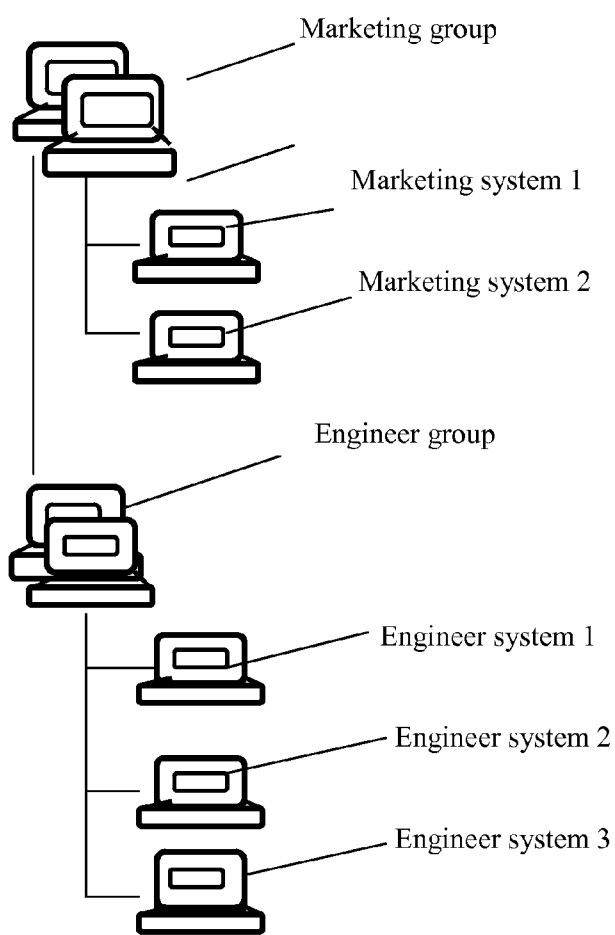 Marketing group
Marketing system 1
Marketing system 2
Engineer group
Engineer system 1
Engineer system 2
Engineer system 3